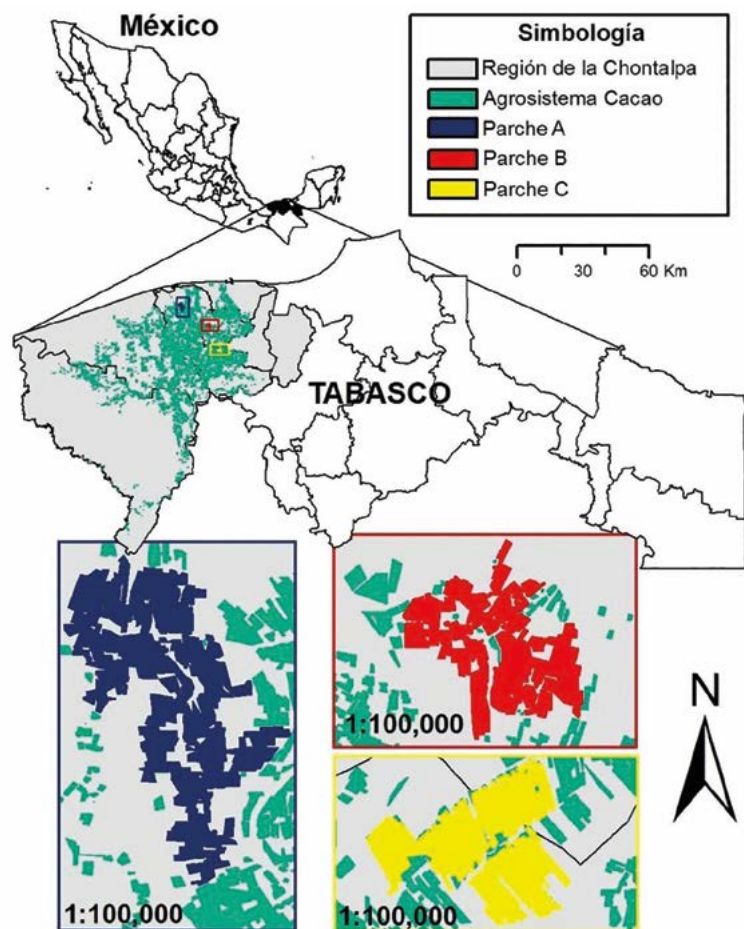 México
Simbología
Región de la Chontalpa
Agrosistema Cacao
Parche A
Parche B
Parche C
0 30 60 Km
TABASCO
N
1:100,000
1:100,000
1:100,000